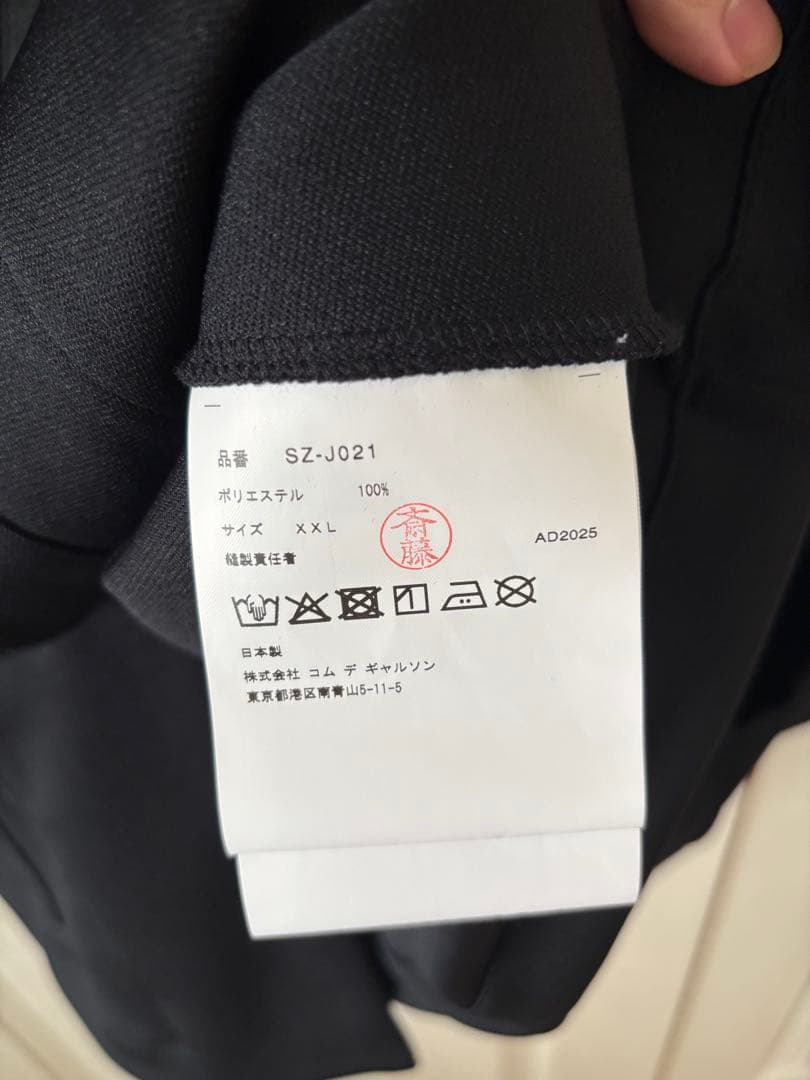 品番 SZ-J021
ポリエステル 100%
サイズ XXL
斎藤
AD2025
縫製責任者
日本製
株式会社 コム デ ギャルソン
東京都港区南青山5-11-5